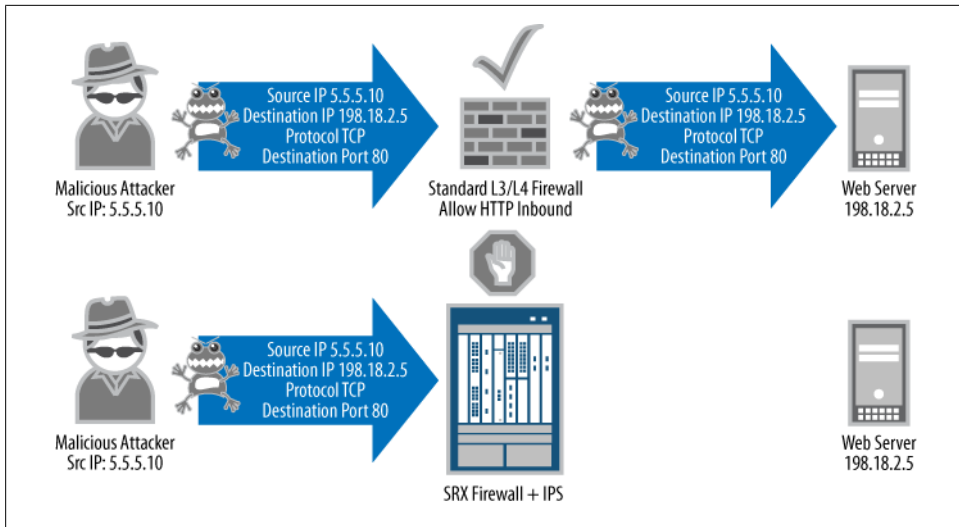 Source IP 5.5.5.10
Destination IP 198.18.2.5
Protocol TCP
Destination Port 80
Source IP 5.5.5.10
Destination IP 198.18.2.5
Protocol TCP
Destination Port 80
Malicious Attacker
Src IP: 5.5.5.10
Standard L3/L4 Firewall
Allow HTTP Inbound
Web Server
198.18.2.5
Source IP 5.5.5.10
Destination IP 198.18.2.5
Protocol TCP
Destination Port 80
Malicious Attacker
Src IP: 5.5.5.10
SRX Firewall + IPS
Web Server
198.18.2.5